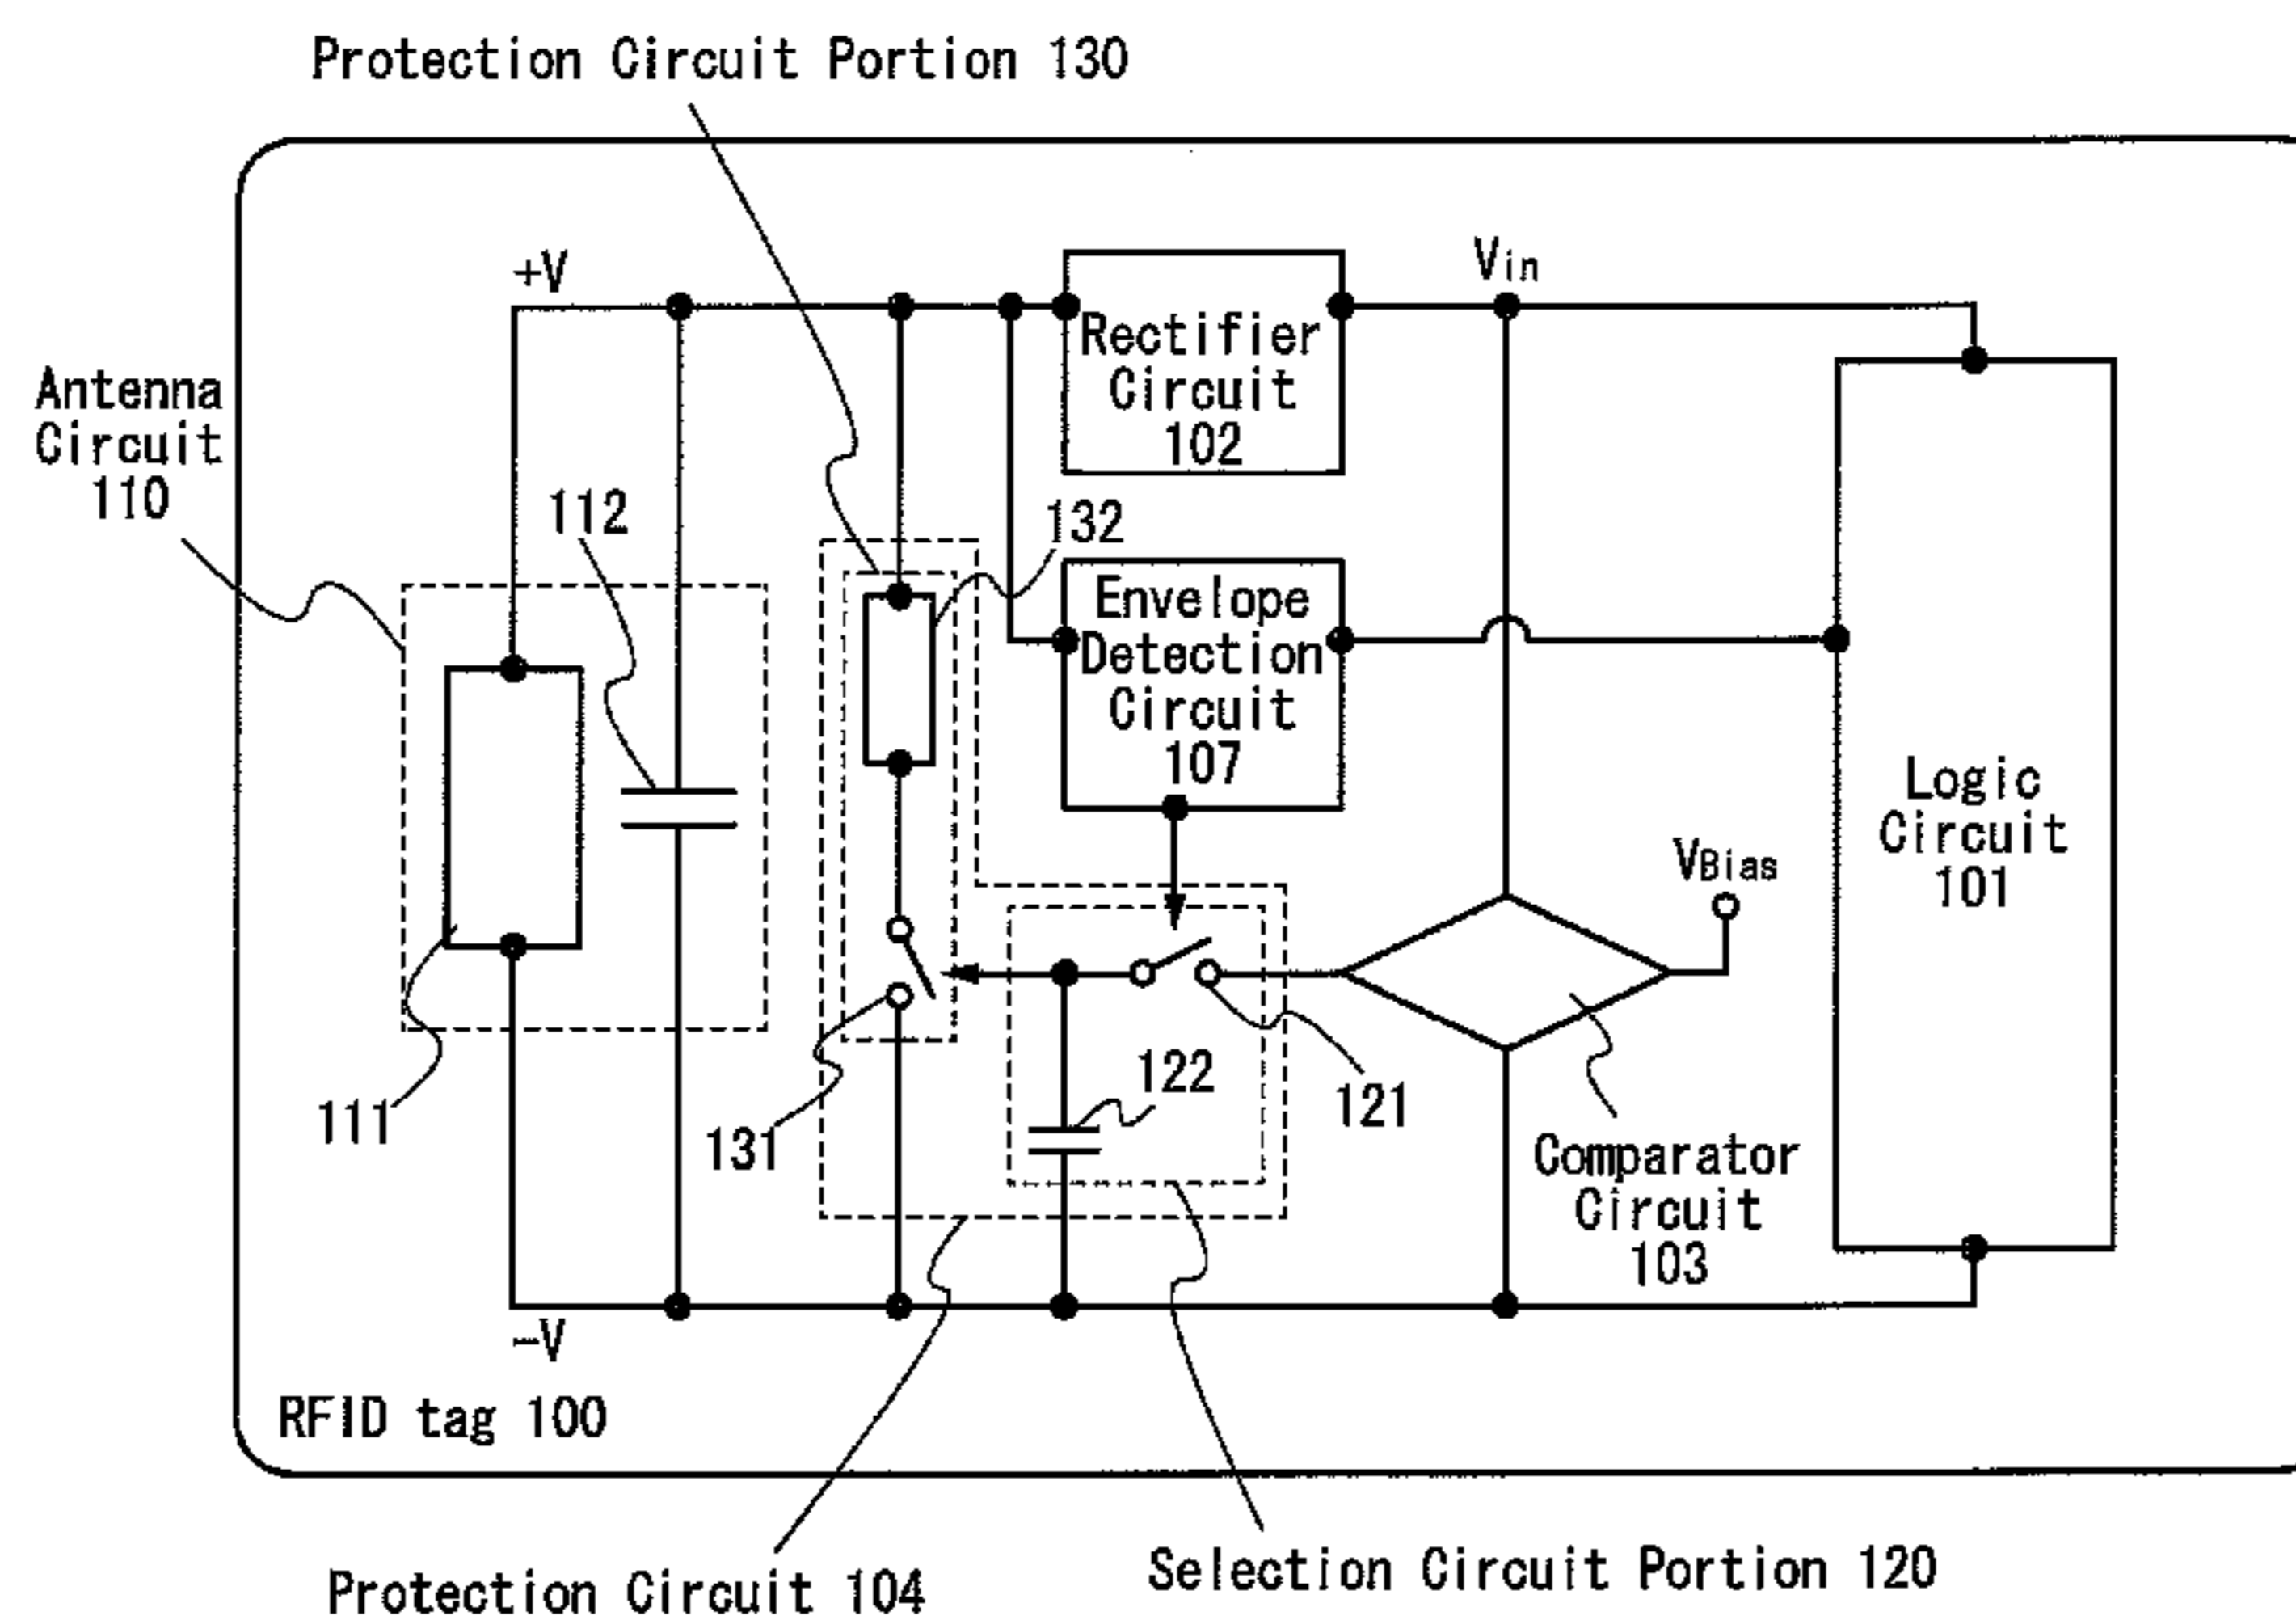 Protection Circuit Portion 130
+V
Vin
Rectifier
Circuit
102
Antenna
Circuit
110
112
132
Envelope
Detection
Circuit
107
Logic
Circuit
101
VBias
111
131
122
121
Comparator
Circuit
103
-V
RFID tag 100
Protection Circuit 104
Selection Circuit Portion 120